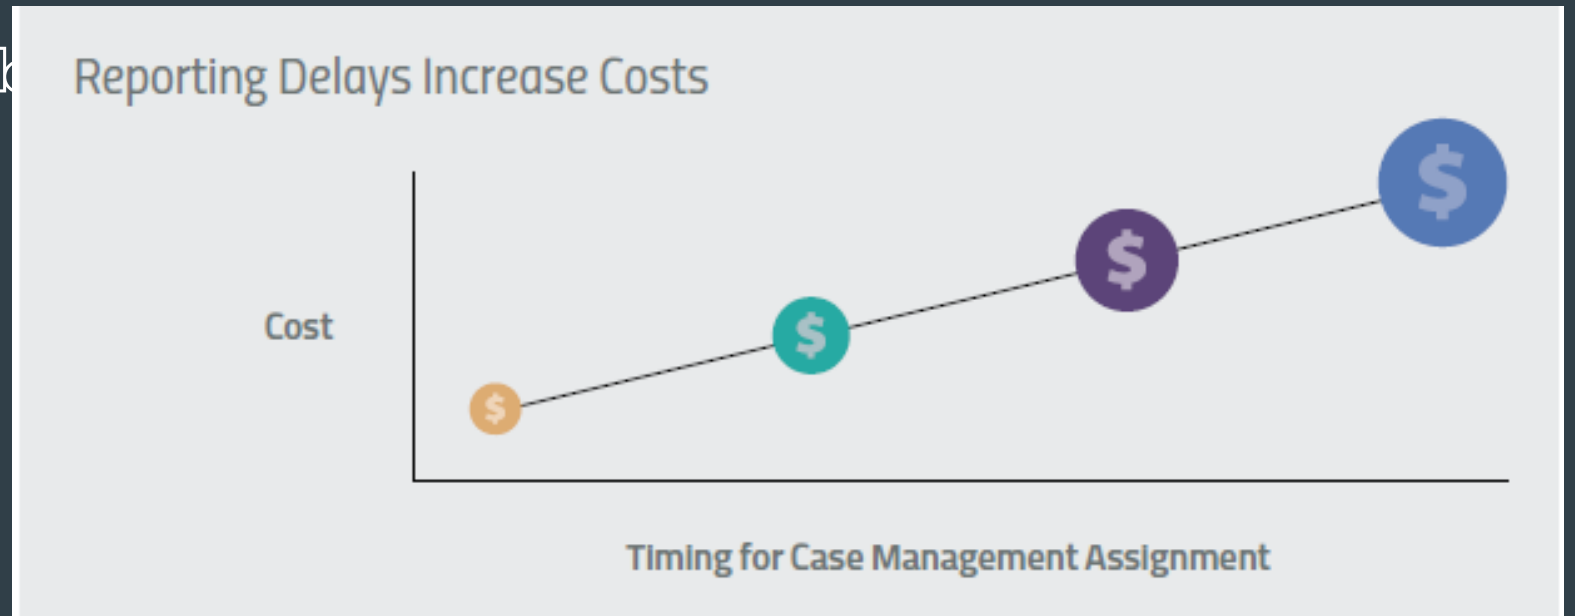 Reporting Delays Increase Costs
$
$
$
Cost
$
Timing for Case Management Assignment